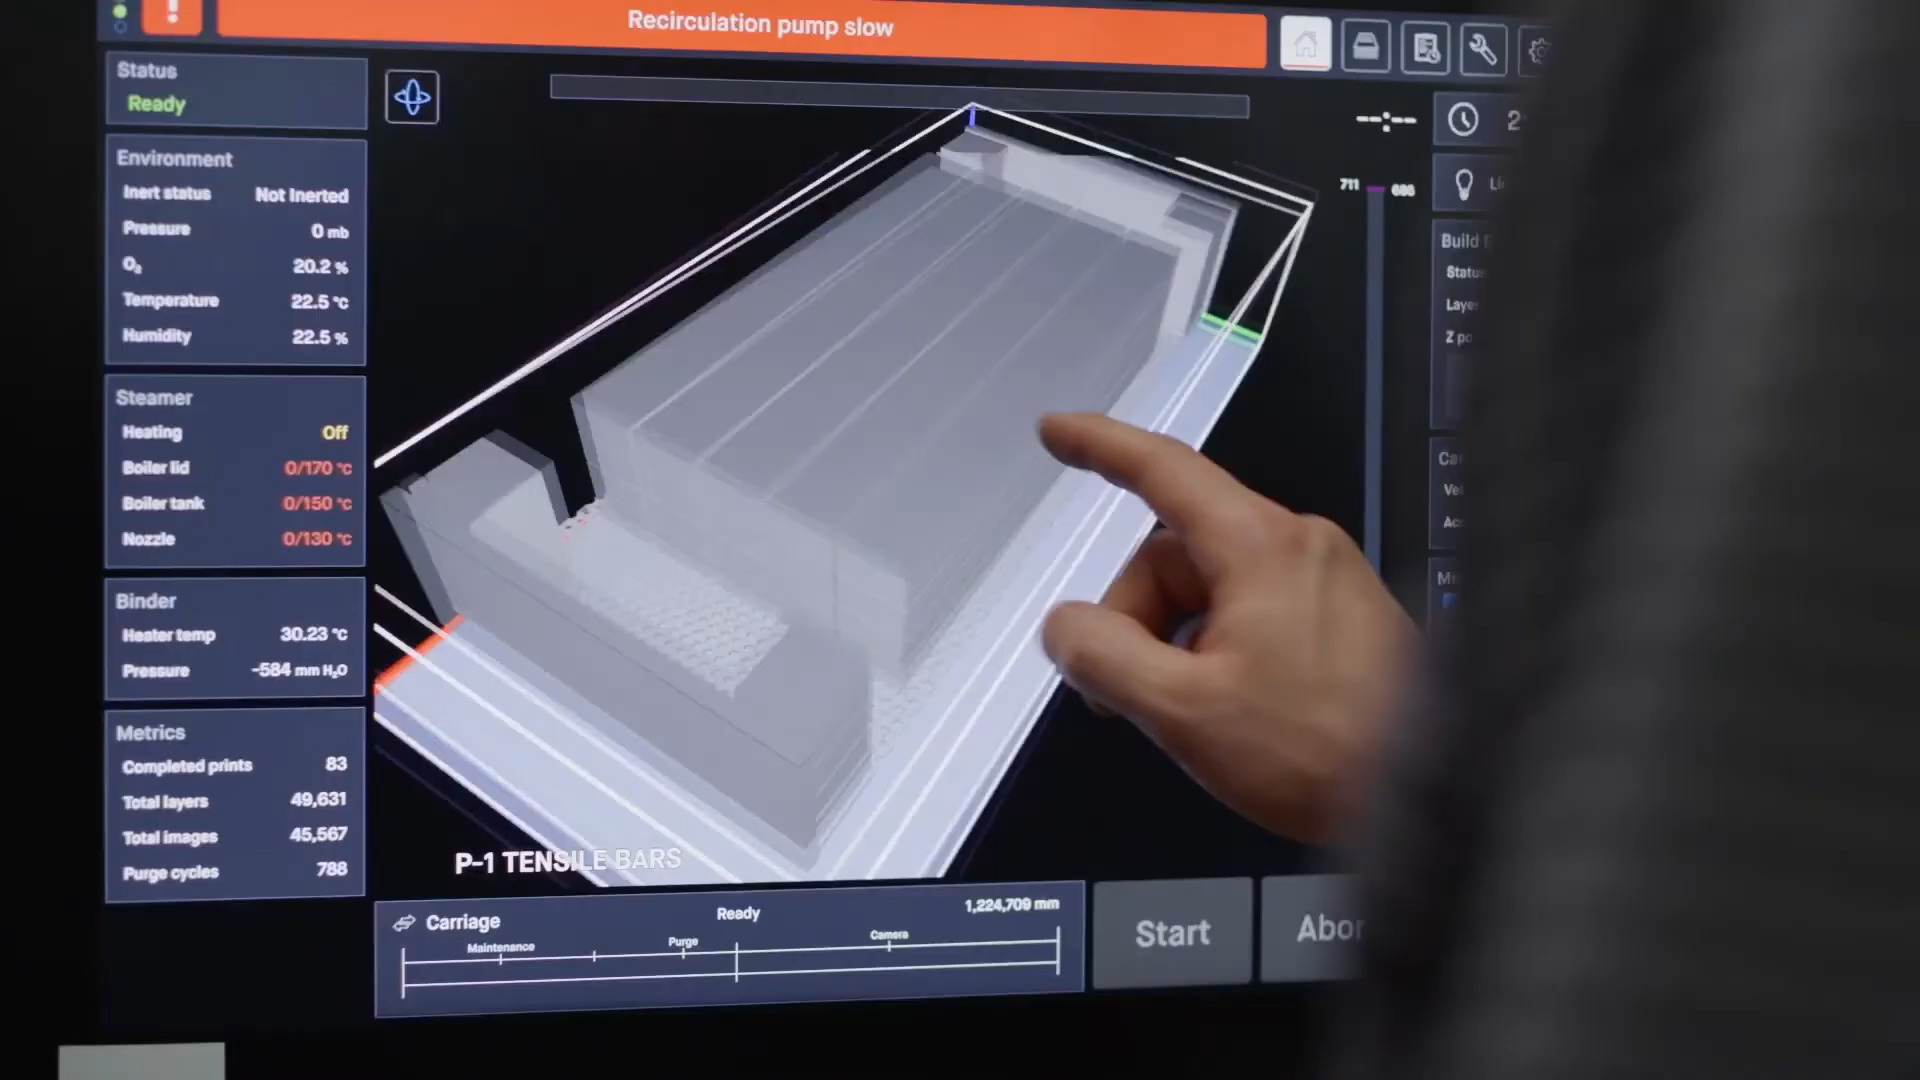 Recirculation pump slow
Status
Ready
Environment
Inert status Not Inerted
Pressure 0 mb
O₂ 20.2 %
Temperature 22.5 °C
Humidity 22.5 %
Steamer
Heating Off
Boiler lid 0/170 °C
Boiler tank 0/150 °C
Nozzle 0/130 °C
Binder
Heater temp 30.23 °C
Pressure -584 mm H₂O
Metrics
Completed prints 83
Total layers 49,631
Total images 45,567
Purge cycles 788
--:--
711 686
Build
Z po
P-1 TENSILE BARS
Carriage Ready 1,224,709 mm
Maintenance Purge Camera
Start
Abor